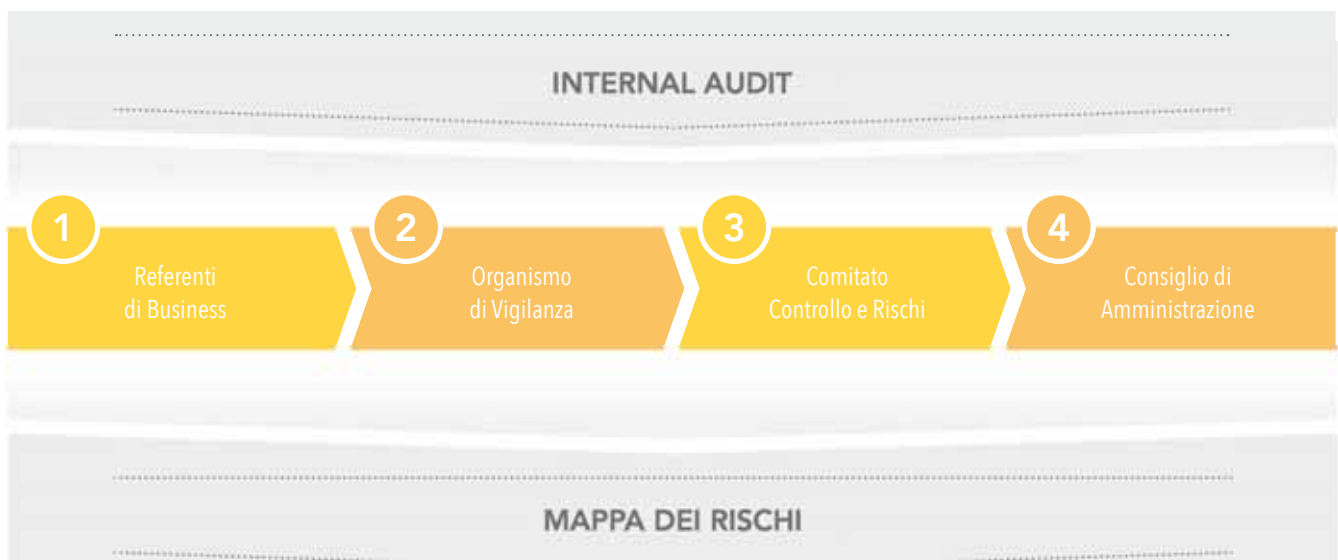 INTERNAL AUDIT
1
Referenti
di Business
2
Organismo
di Vigilanza
3
Comitato
Controllo e Rischi
4
Consiglio di
Amministrazione
MAPPA DEI RISCHI